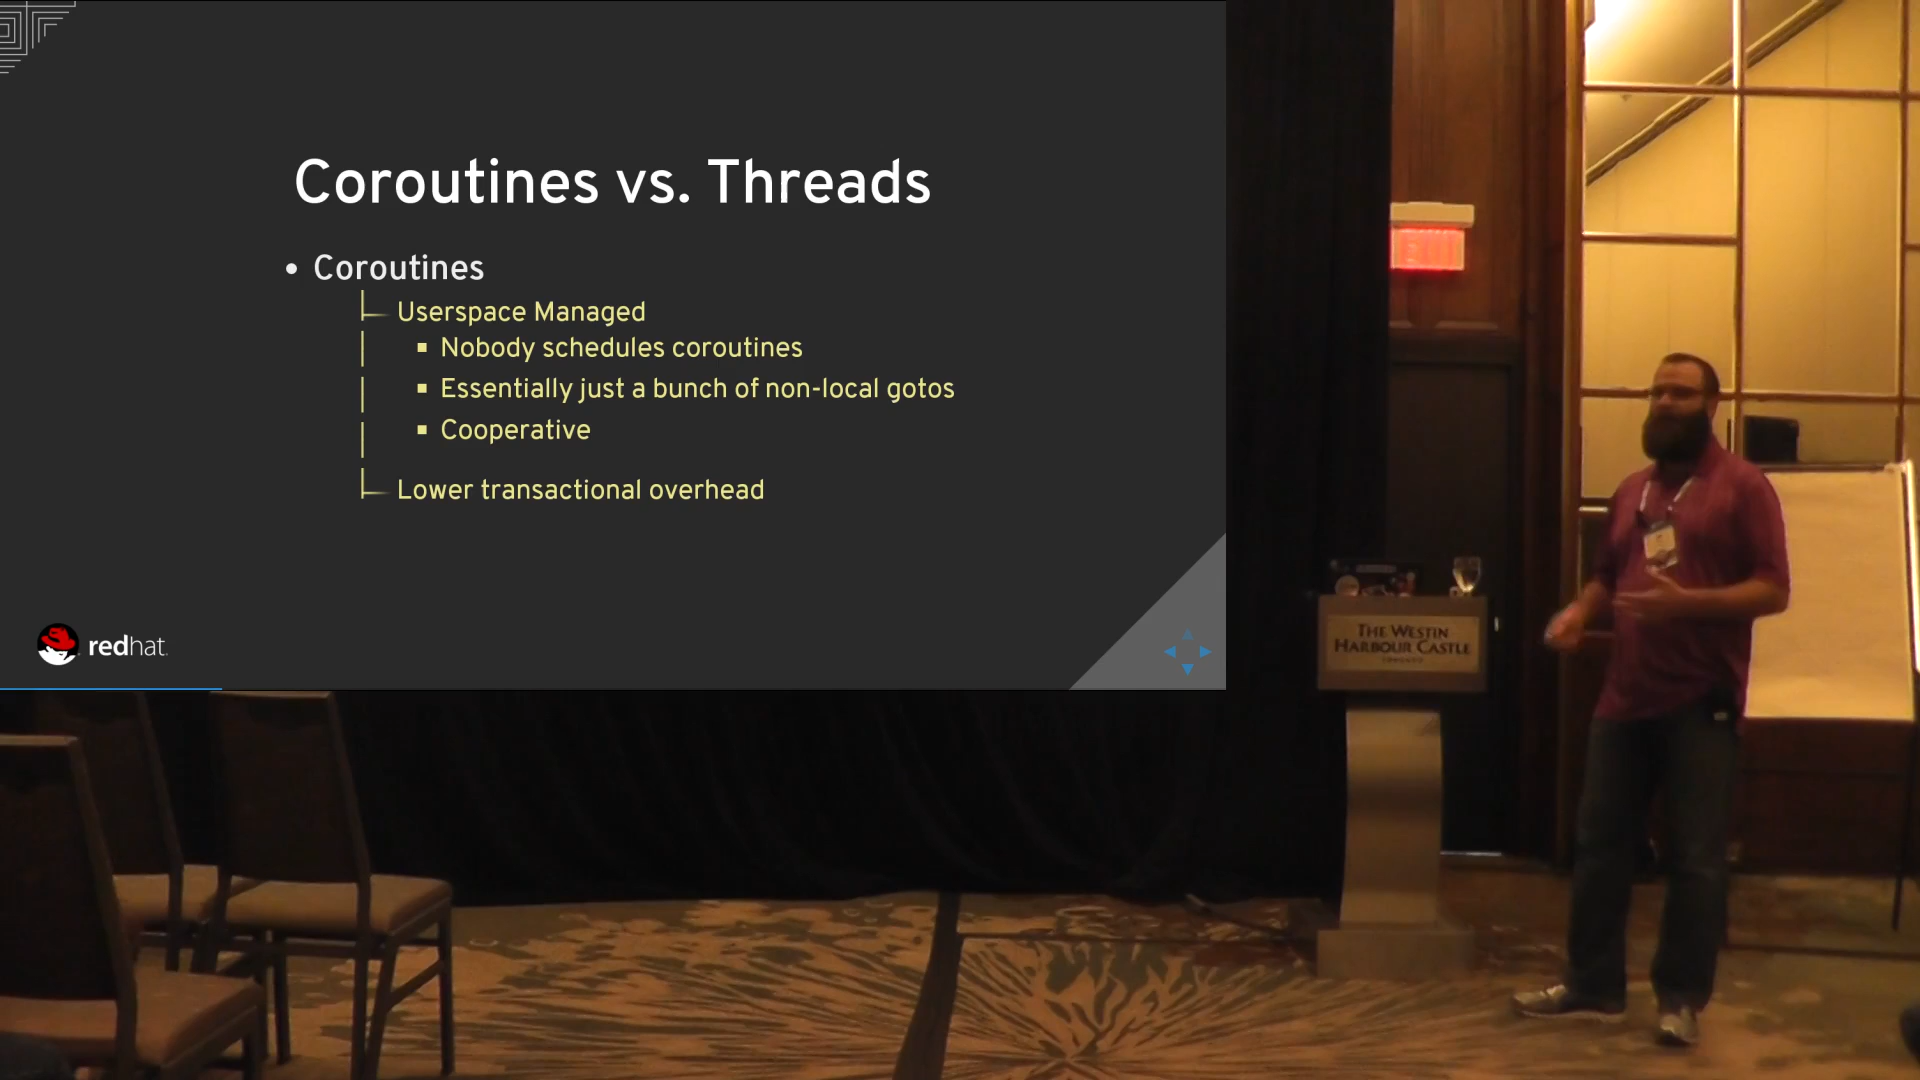 Coroutines vs. Threads
Coroutines
Userspace Managed
Nobody schedules coroutines
Essentially just a bunch of non-local gotos
Cooperative
Lower transactional overhead
redhat.
THE WESTIN
HARBOUR CASTLE
TORONTO